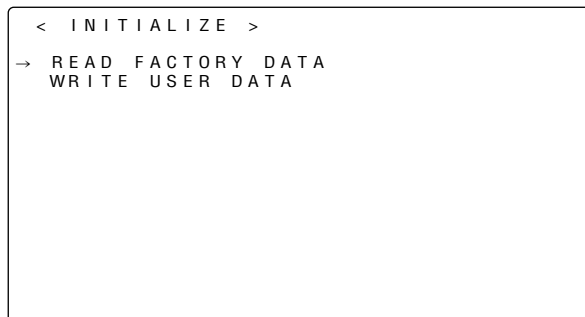 < INITIALIZE >
→ READ FACTORY DATA
WRITE USER DATA